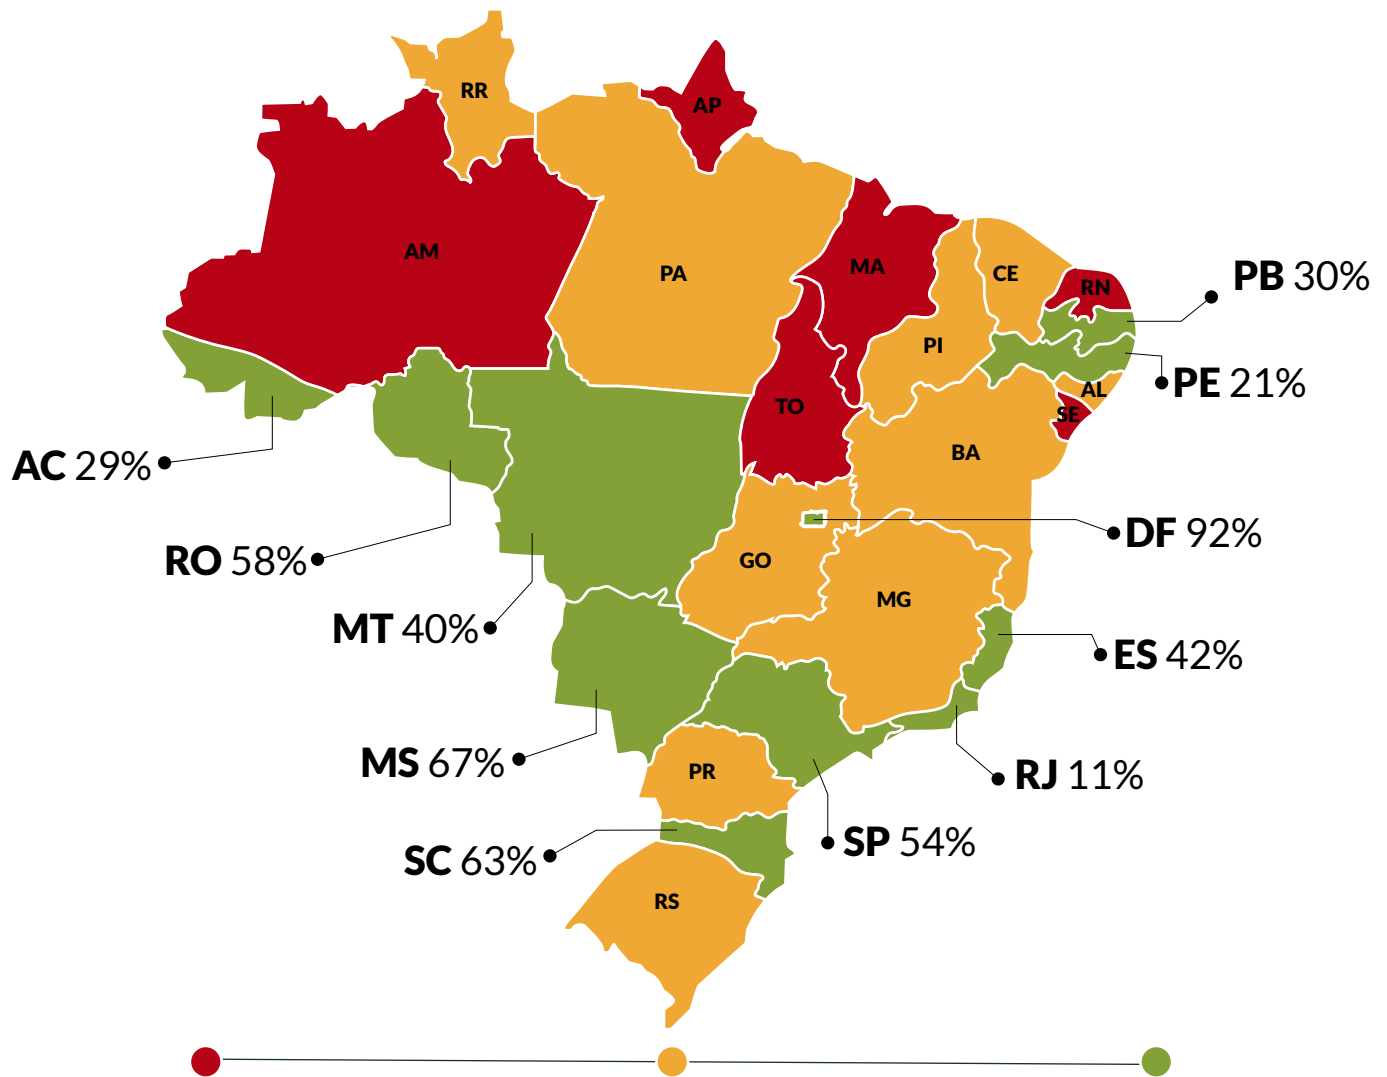 RR
AP
AM
PA
MA
CE
RN
PB 30%
PI
PE 21%
AL
TO
SE
BA
AC 29%
DF 92%
RO 58%
GO
MG
MT 40%
ES 42%
MS 67%
PR
RJ 11%
SP 54%
SC 63%
RS